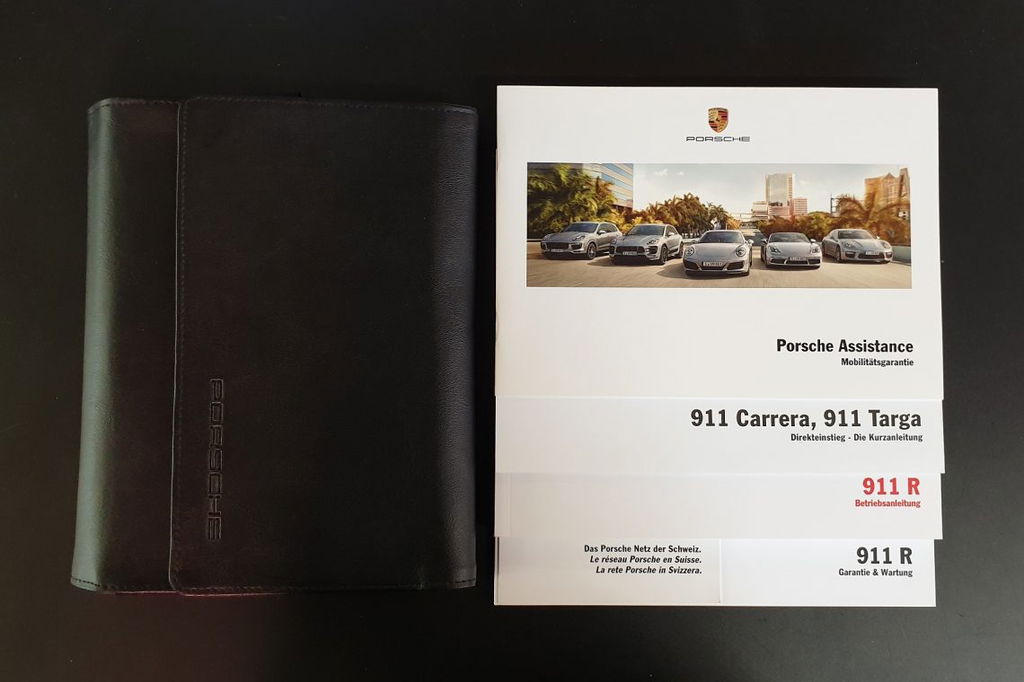 PORSCHE
PORSCHE
Porsche Assistance
Mobilitätsgarantie
911 Carrera, 911 Targa
Direkteinstieg - Die Kurzanleitung
911 R
Betriebsanleitung
Das Porsche Netz der Schweiz.
Le réseau Porsche en Suisse.
La rete Porsche in Svizzera.
911 R
Garantie & Wartung